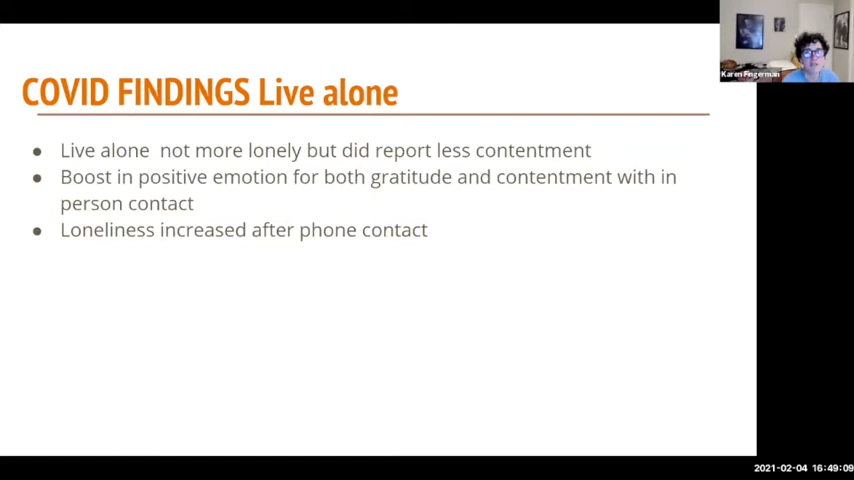 Karen Fingerman
COVID FINDINGS Live alone
● Live alone  not more lonely but did report less contentment
● Boost in positive emotion for both gratitude and contentment with in
person contact
● Loneliness increased after phone contact
2021-02-04 16:49:09